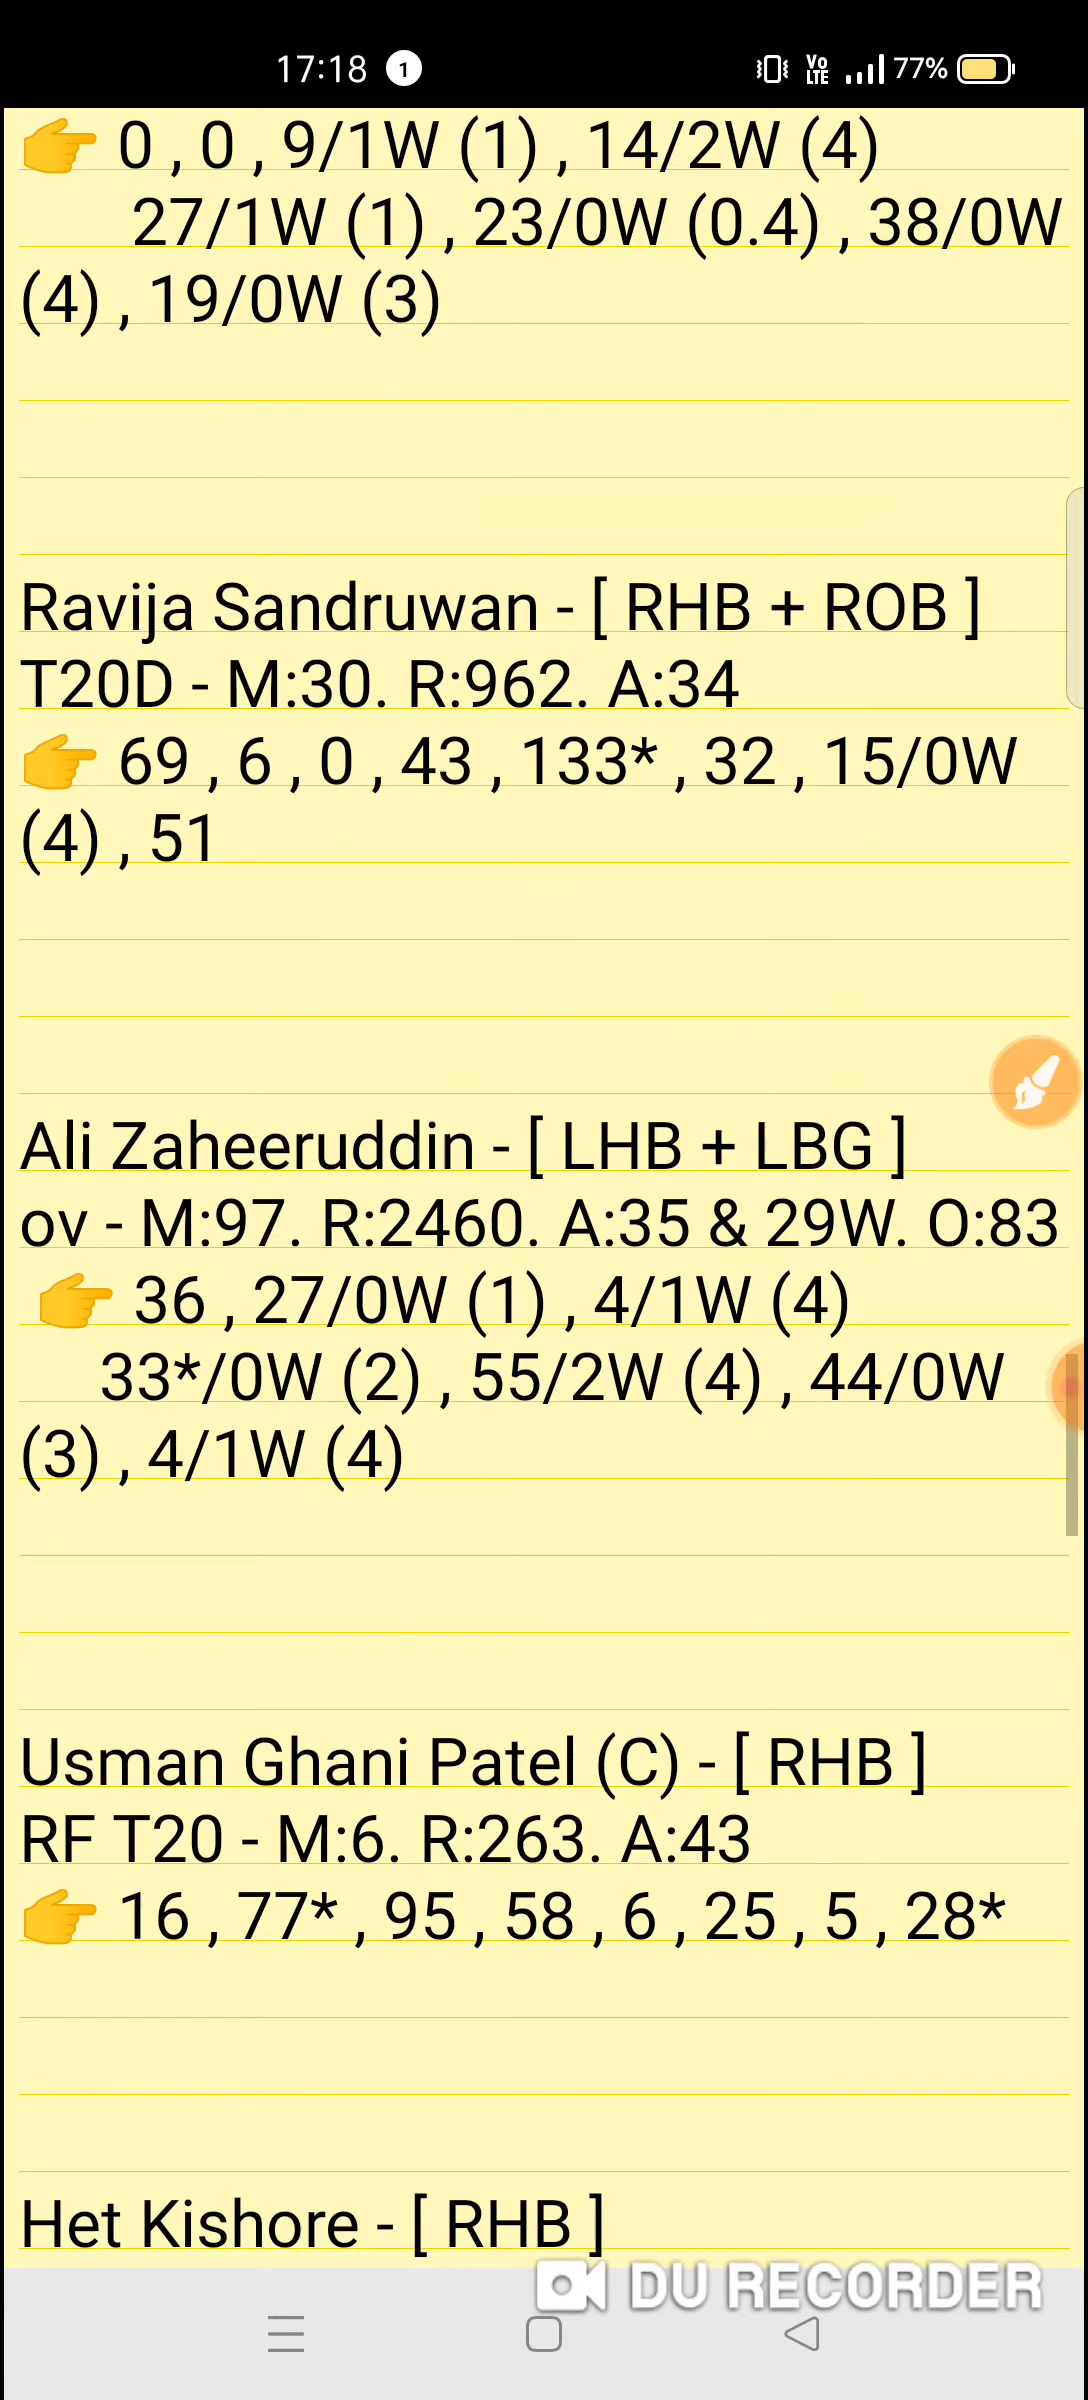 17:18 1 Vo LTE 77%
👉 0 , 0 , 9/1W (1) , 14/2W (4)
27/1W (1) , 23/0W (0.4) , 38/0W
(4) , 19/0W (3)
Ravija Sandruwan - [ RHB + ROB ]
T20D - M:30. R:962. A:34
👉 69 , 6 , 0 , 43 , 133* , 32 , 15/0W
(4) , 51
Ali Zaheeruddin - [ LHB + LBG ]
ov - M:97. R:2460. A:35 & 29W. O:83
👉 36 , 27/0W (1) , 4/1W (4)
33*/0W (2) , 55/2W (4) , 44/0W
(3) , 4/1W (4)
Usman Ghani Patel (C) - [ RHB ]
RF T20 - M:6. R:263. A:43
👉 16 , 77* , 95 , 58 , 6 , 25 , 5 , 28*
Het Kishore - [ RHB ]
DU RECORDER